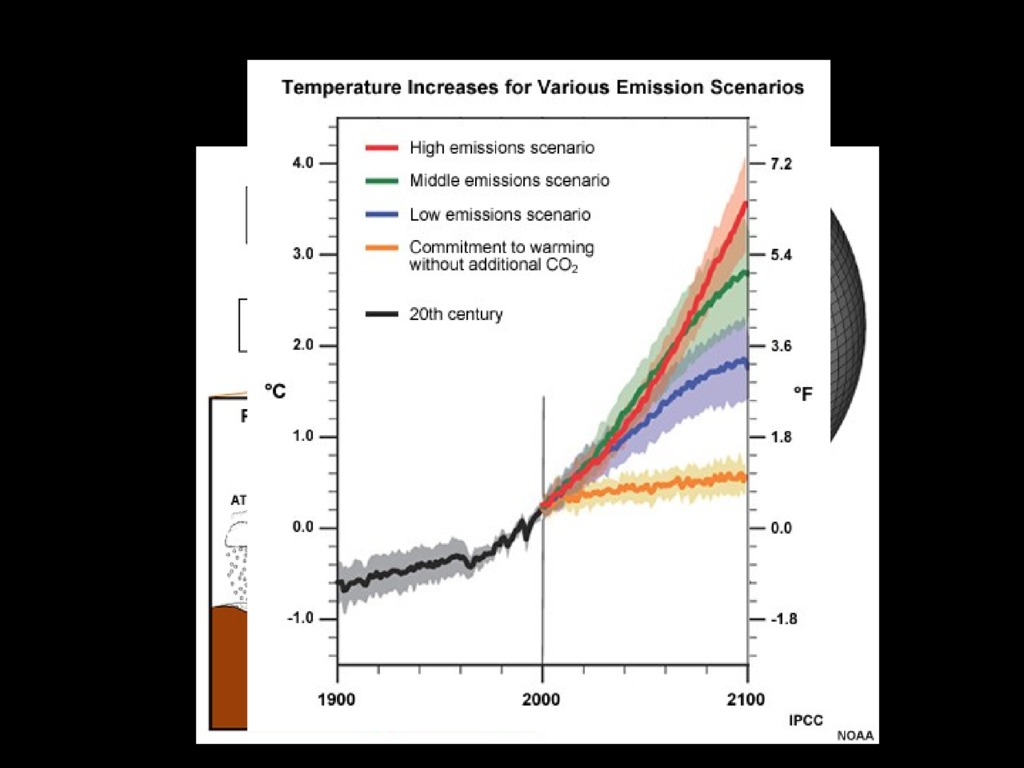 Temperature Increases for Various Emission Scenarios
High emissions scenario
4.0
7.2
Middle emissions scenario
Low emissions scenario
Commitment to warming
3.0
5.4
without additional CO₂
20th century
2.0
3.6
°C
°F
F
1.0
1.8
AT
0.0
0.0
-1.0
-1.8
1900
2000
2100
IPCC
NOAA